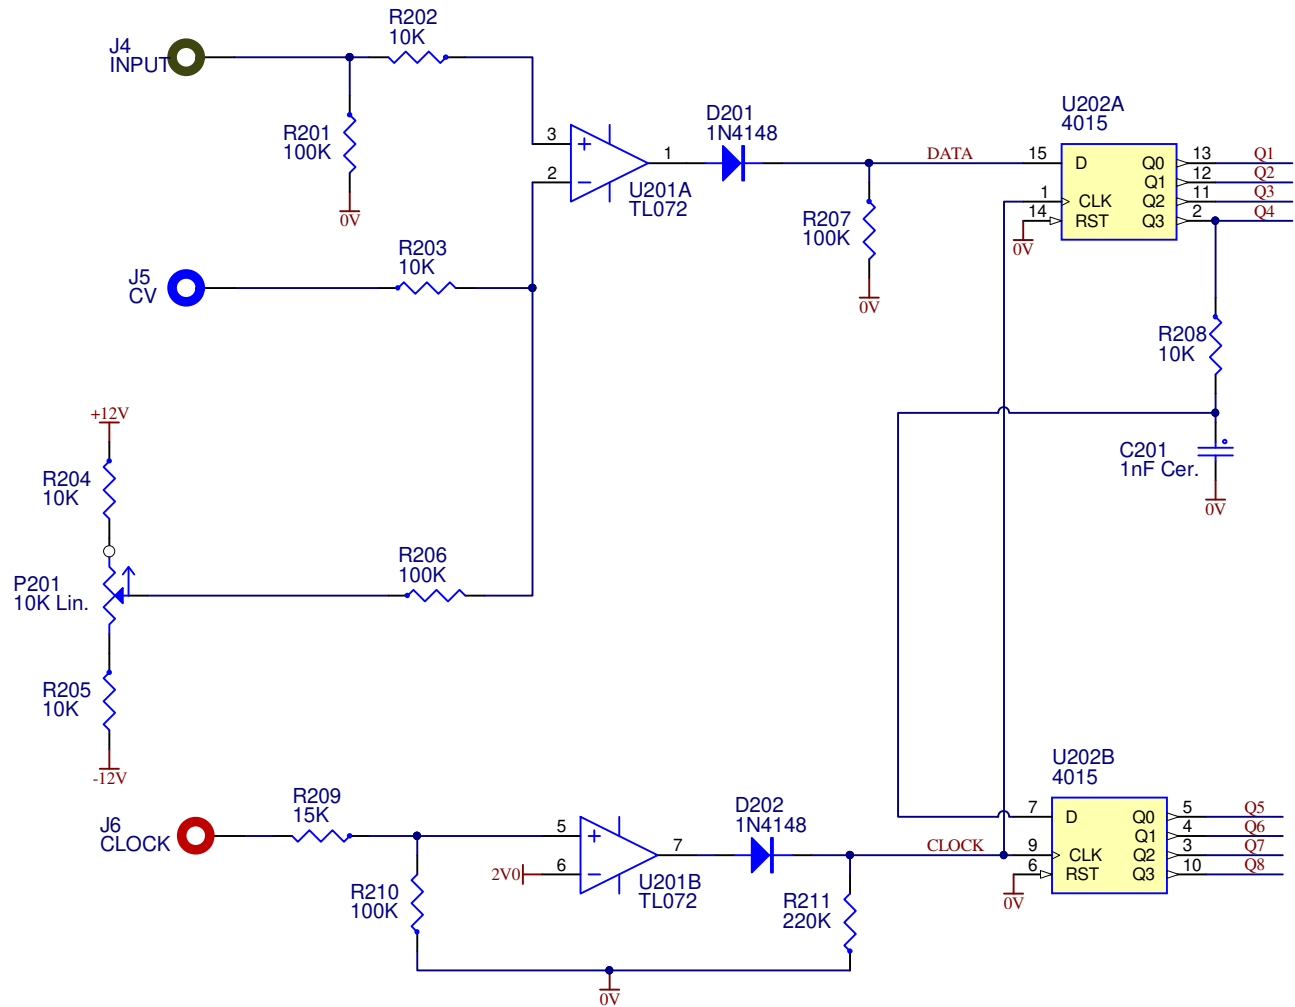 J4
INPUT
R202
10K
R201
100K
0V
J5
CV
R203
10K
3
2
+
−
1
U201A
TL072
D201
1N4148
DATA
R207
100K
0V
U202A
4015
15
1
14
D
CLK
RST
Q0
Q1
Q2
Q3
13
12
11
2
Q1
Q2
Q3
Q4
0V
R208
10K
C201
1nF Cer.
0V
+12V
R204
10K
P201
10K Lin.
R206
100K
R205
10K
-12V
J6
CLOCK
R209
15K
R210
100K
0V
5
6
+
−
7
2V0
U201B
TL072
D202
1N4148
CLOCK
R211
220K
U202B
4015
7
9
6
D
CLK
RST
Q0
Q1
Q2
Q3
5
4
3
10
Q5
Q6
Q7
Q8
0V